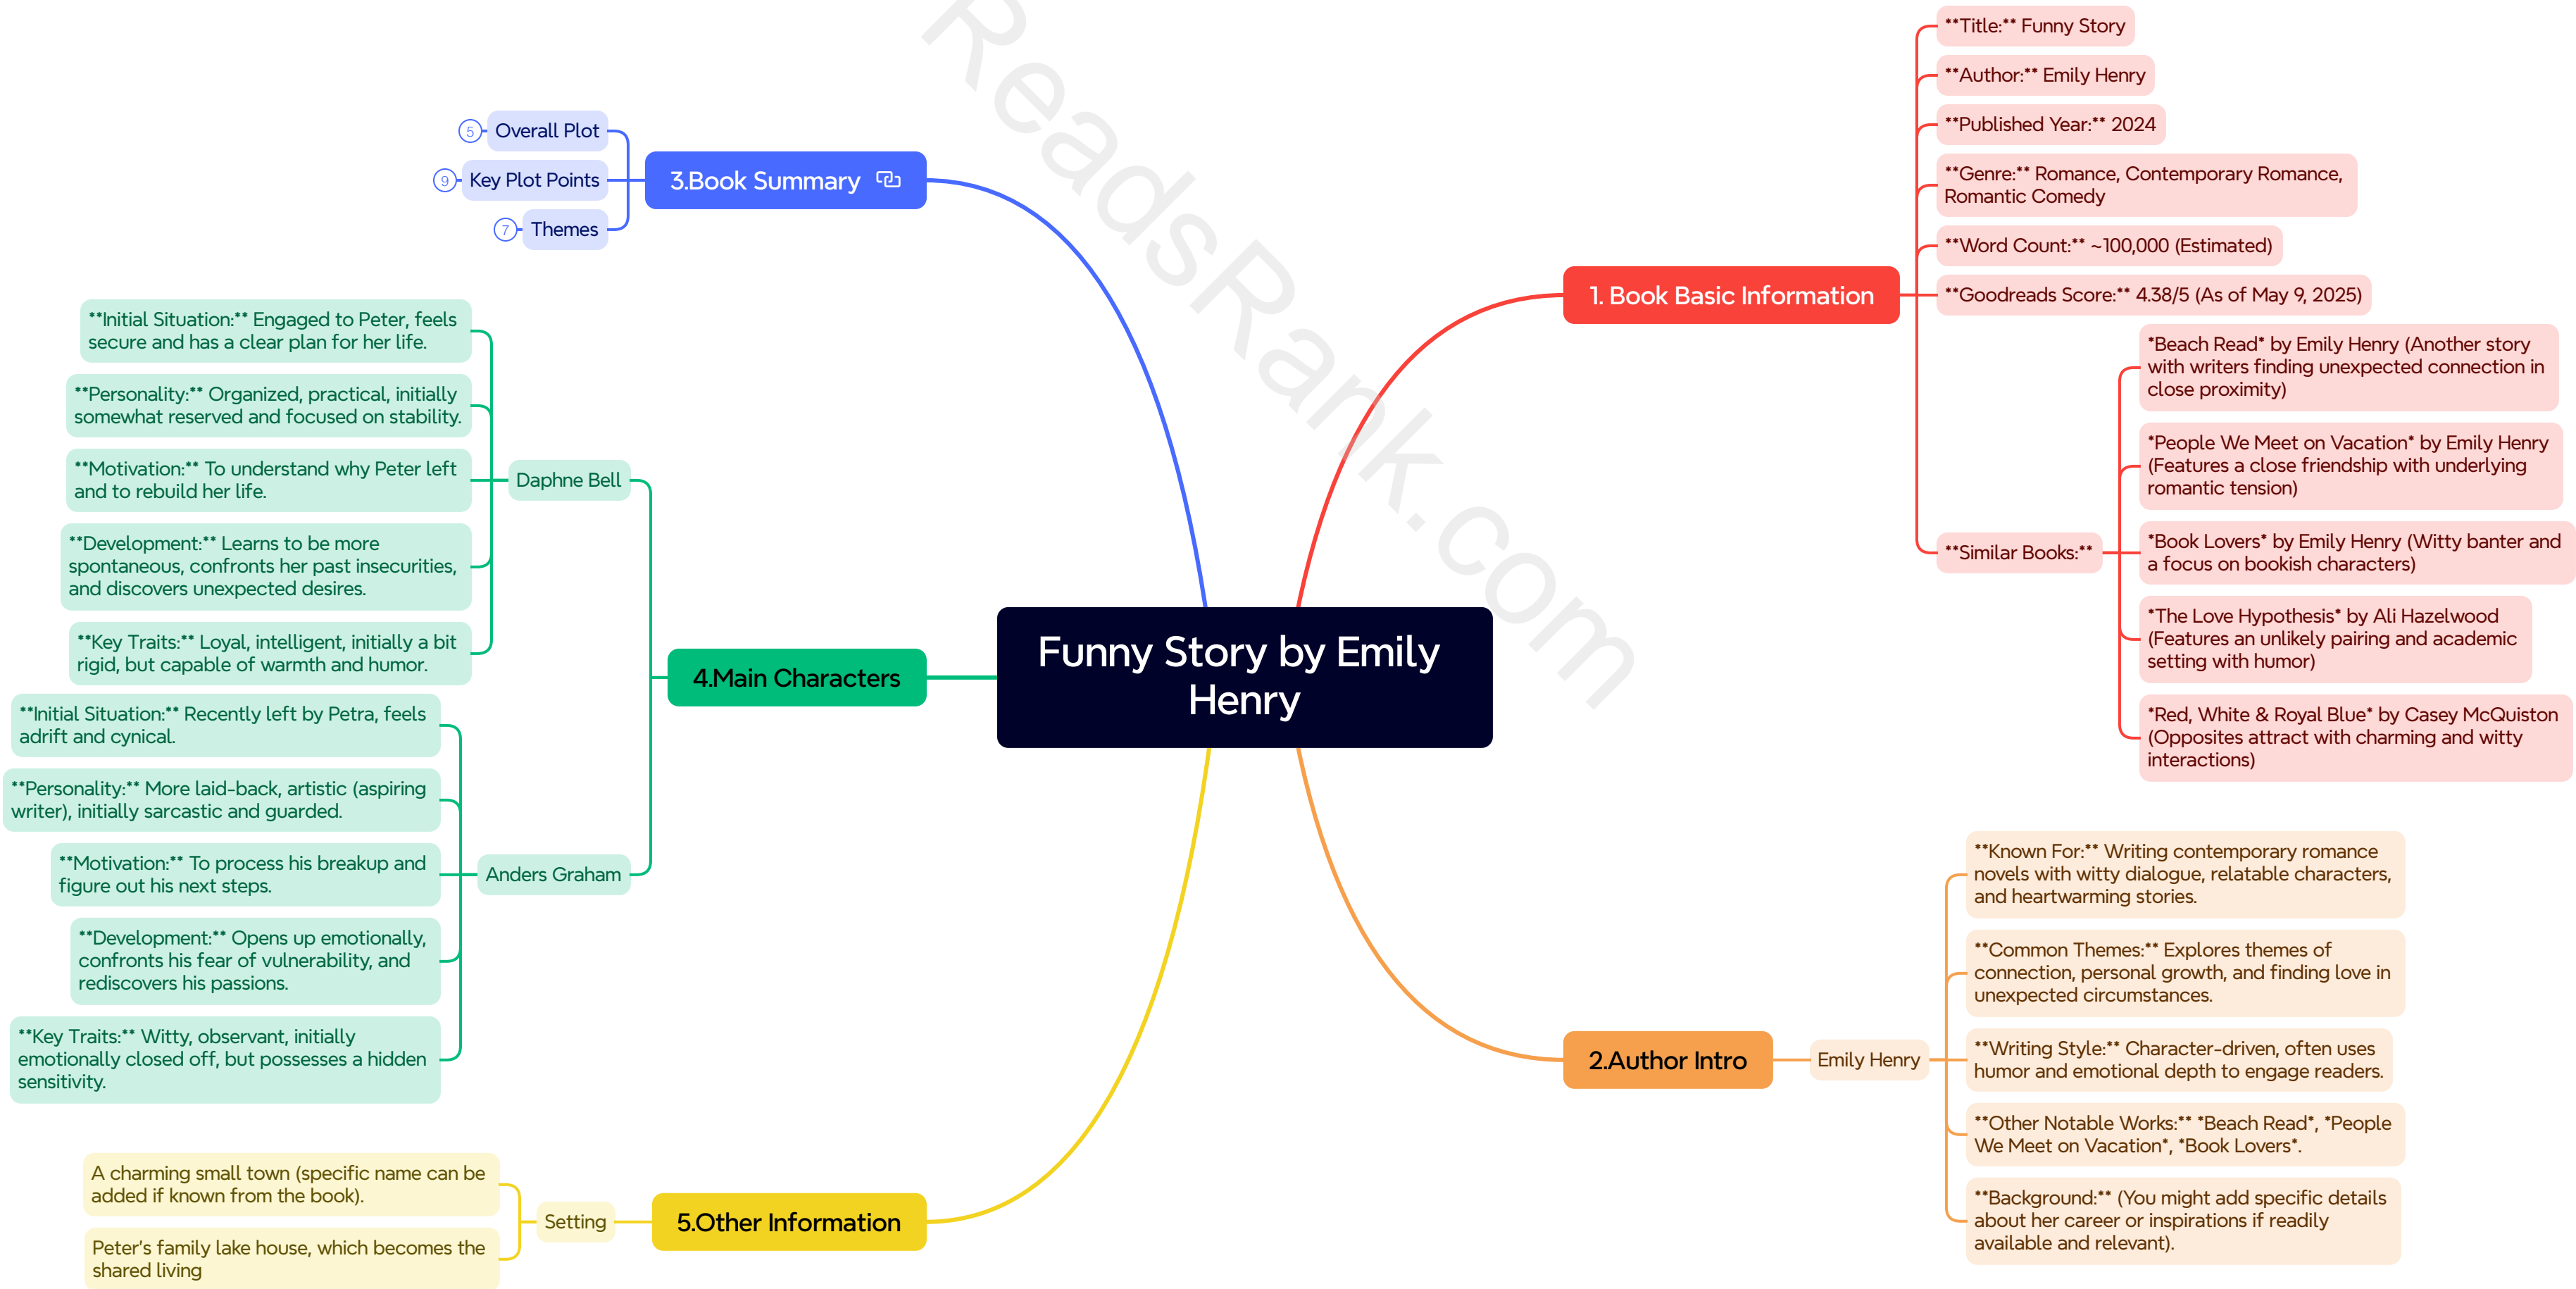 Funny Story by Emily
Henry
1. Book Basic Information
**Title:** Funny Story
**Author:** Emily Henry
**Published Year:** 2024
**Genre:** Romance, Contemporary Romance,
Romantic Comedy
**Word Count:** ~100,000 (Estimated)
**Goodreads Score:** 4.38/5 (As of May 9, 2025)
**Similar Books:**
*Beach Read* by Emily Henry (Another story
with writers finding unexpected connection in
close proximity)
*People We Meet on Vacation* by Emily Henry
(Features a close friendship with underlying
romantic tension)
*Book Lovers* by Emily Henry (Witty banter and
a focus on bookish characters)
*The Love Hypothesis* by Ali Hazelwood
(Features an unlikely pairing and academic
setting with humor)
*Red, White & Royal Blue* by Casey McQuiston
(Opposites attract with charming and witty
interactions)
2.Author Intro
Emily Henry
**Known For:** Writing contemporary romance
novels with witty dialogue, relatable characters,
and heartwarming stories.
**Common Themes:** Explores themes of
connection, personal growth, and finding love in
unexpected circumstances.
**Writing Style:** Character-driven, often uses
humor and emotional depth to engage readers.
**Other Notable Works:** *Beach Read*, *People
We Meet on Vacation*, *Book Lovers*.
**Background:** (You might add specific details
about her career or inspirations if readily
available and relevant).
3.Book Summary
Overall Plot
5
Key Plot Points
9
Themes
7
4.Main Characters
Daphne Bell
**Initial Situation:** Engaged to Peter, feels
secure and has a clear plan for her life.
**Personality:** Organized, practical, initially
somewhat reserved and focused on stability.
**Motivation:** To understand why Peter left
and to rebuild her life.
**Development:** Learns to be more
spontaneous, confronts her past insecurities,
and discovers unexpected desires.
**Key Traits:** Loyal, intelligent, initially a bit
rigid, but capable of warmth and humor.
Anders Graham
**Initial Situation:** Recently left by Petra, feels
adrift and cynical.
**Personality:** More laid-back, artistic (aspiring
writer), initially sarcastic and guarded.
**Motivation:** To process his breakup and
figure out his next steps.
**Development:** Opens up emotionally,
confronts his fear of vulnerability, and
rediscovers his passions.
**Key Traits:** Witty, observant, initially
emotionally closed off, but possesses a hidden
sensitivity.
5.Other Information
Setting
A charming small town (specific name can be
added if known from the book).
Peter's family lake house, which becomes the
shared living
ReadsRank.com